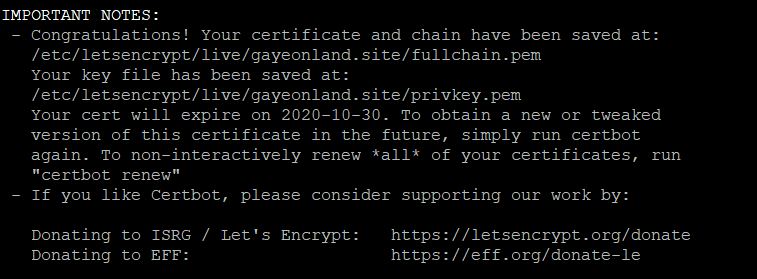 IMPORTANT NOTES:
 - Congratulations! Your certificate and chain have been saved at:
   /etc/letsencrypt/live/gayeonland.site/fullchain.pem
   Your key file has been saved at:
   /etc/letsencrypt/live/gayeonland.site/privkey.pem
   Your cert will expire on 2020-10-30. To obtain a new or tweaked
   version of this certificate in the future, simply run certbot
   again. To non-interactively renew *all* of your certificates, run
   "certbot renew"
 - If you like Certbot, please consider supporting our work by:

   Donating to ISRG / Let's Encrypt:   https://letsencrypt.org/donate
   Donating to EFF:                    https://eff.org/donate-le